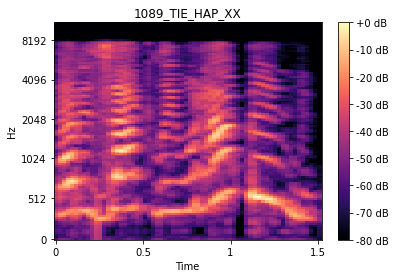 1089_TIE_HAP_XX
Hz
8192
4096
2048
1024
512
0
0
0.5
1
1.5
Time
+0 dB
-10 dB
-20 dB
-30 dB
-40 dB
-50 dB
-60 dB
-70 dB
-80 dB